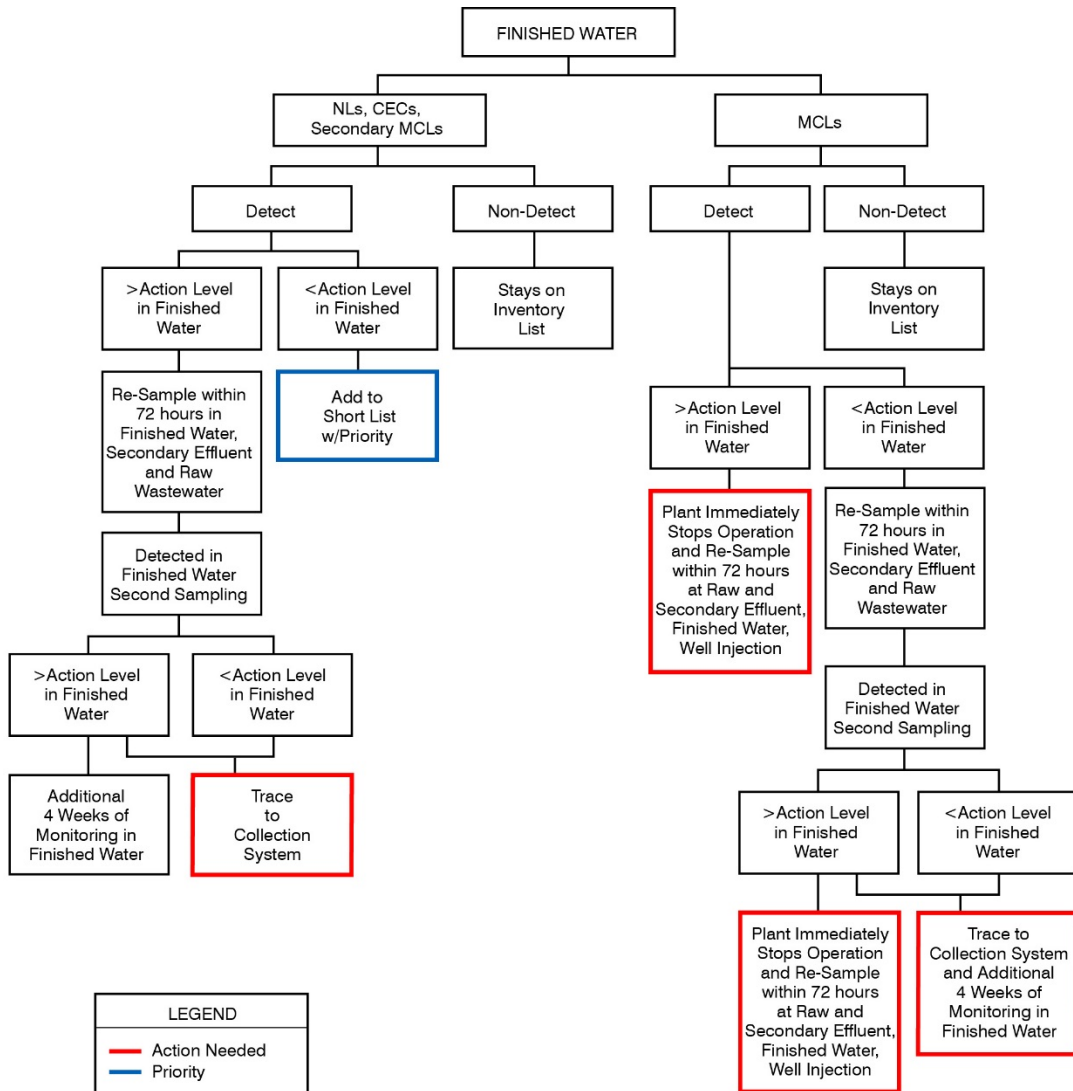 FINISHED WATER
NLs, CECs,
Secondary MCLs
MCLs
Detect
Non-Detect
Detect
Non-Detect
>Action Level
in Finished
Water
<Action Level
in Finished
Water
Stays on
Inventory
List
Stays on
Inventory
List
Re-Sample within
72 hours in
Finished Water,
Secondary Effluent
and Raw
Wastewater
Add to
Short List
w/Priority
>Action Level
in Finished
Water
<Action Level
in Finished
Water
Plant Immediately
Stops Operation
and Re-Sample
within 72 hours
at Raw and
Secondary Effluent,
Finished Water,
Well Injection
Re-Sample within
72 hours in
Finished Water,
Secondary Effluent
and Raw
Wastewater
Detected in
Finished Water
Second Sampling
>Action Level
in Finished
Water
<Action Level
in Finished
Water
Detected in
Finished Water
Second Sampling
Additional
4 Weeks of
Monitoring in
Finished Water
Trace
to
Collection
System
>Action Level
in Finished
Water
<Action Level
in Finished
Water
Plant Immediately
Stops Operation
and Re-Sample
within 72 hours
at Raw and
Secondary Effluent,
Finished Water,
Well Injection
Trace to
Collection System
and Additional
4 Weeks of
Monitoring in
Finished Water
LEGEND
Action Needed
Priority